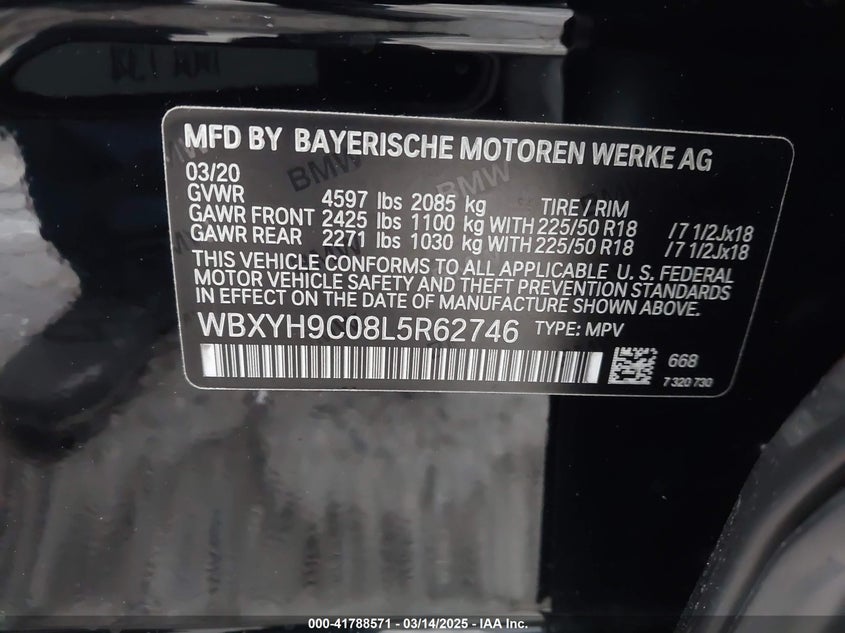 MFD BY BAYERISCHE MOTOREN WERKE AG
03/20
GVWR 4597 lbs 2085 kg TIRE / RIM
GAWR FRONT 2425 lbs 1100 kg WITH 225/50 R18 /7 1/2Jx18
GAWR REAR 2271 lbs 1030 kg WITH 225/50 R18 /7 1/2Jx18
THIS VEHICLE CONFORMS TO ALL APPLICABLE U. S. FEDERAL
MOTOR VEHICLE SAFETY AND THEFT PREVENTION STANDARDS
IN EFFECT ON THE DATE OF MANUFACTURE SHOWN ABOVE.
WBXYH9C08L5R62746 TYPE: MPV
668
7 320 730
BMW
BMW
BMW
000-41788571 - 03/14/2025 - IAA Inc.